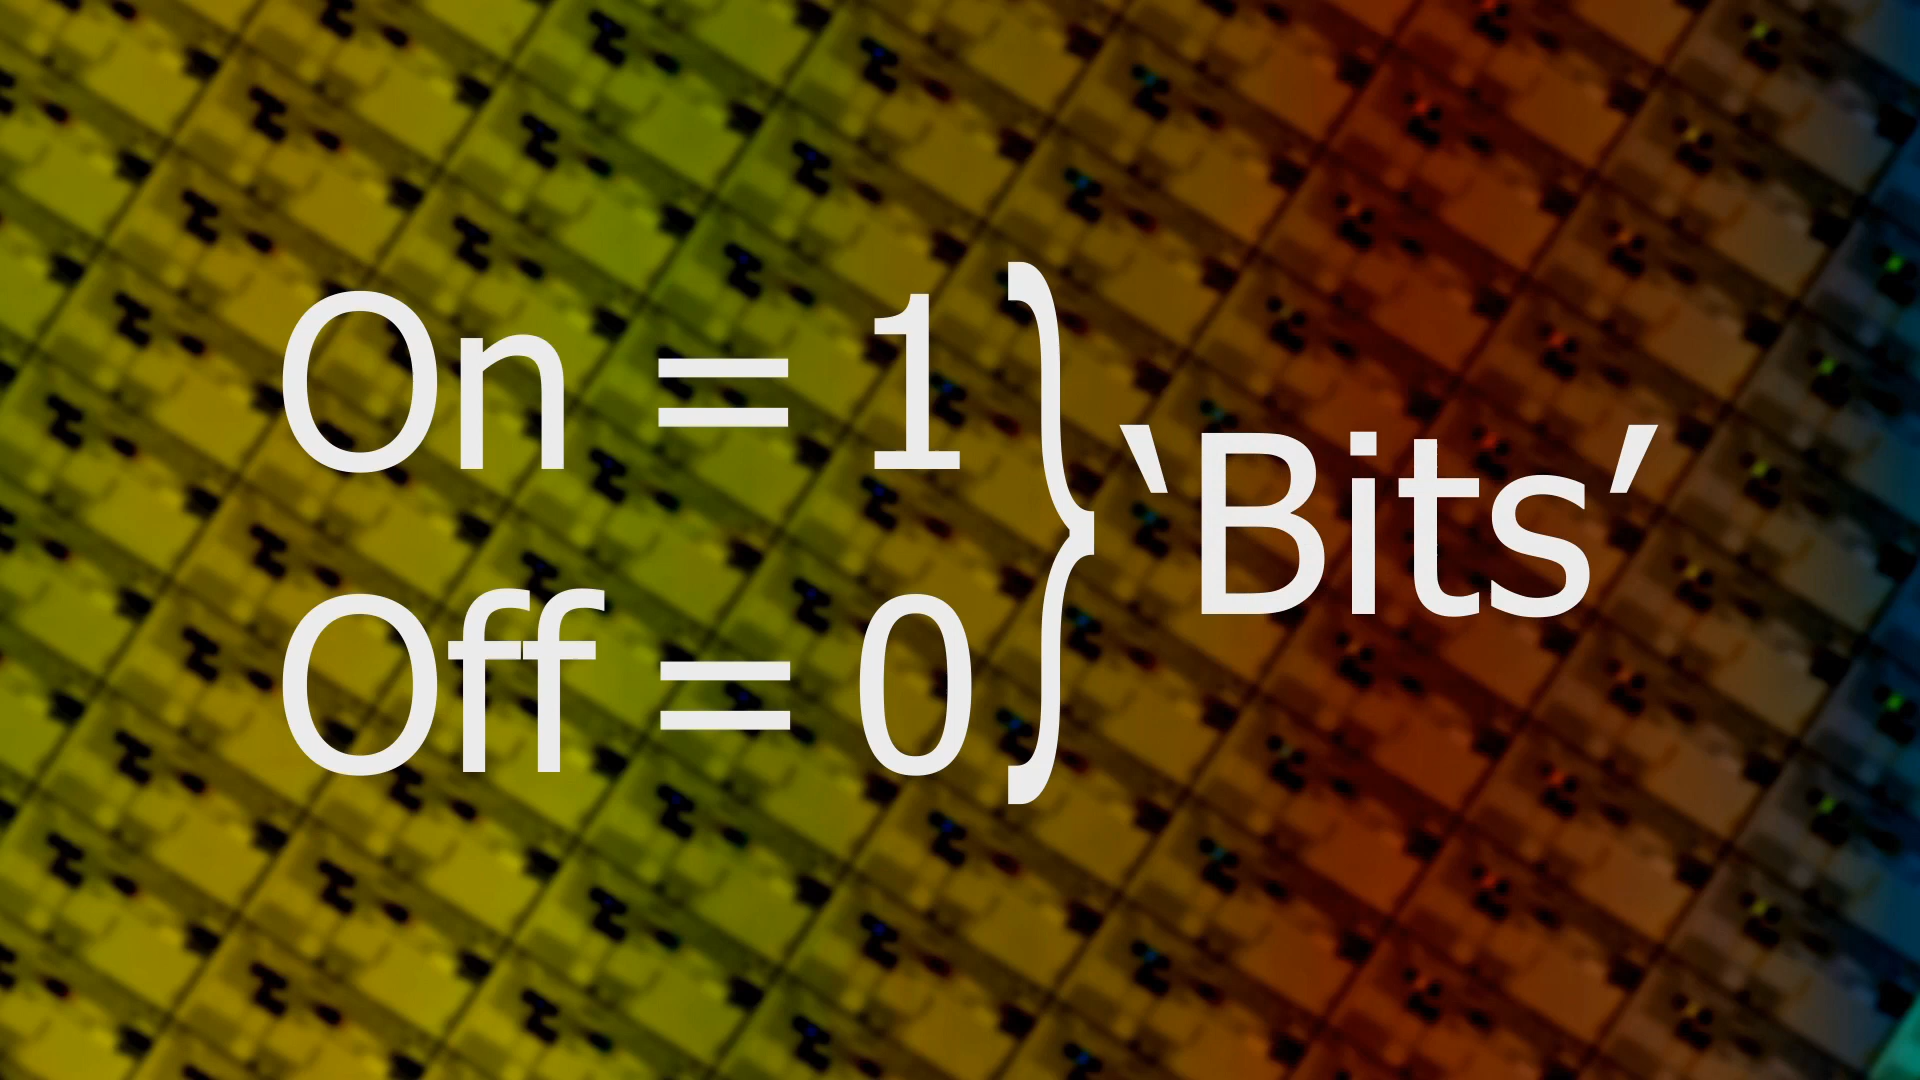 On = 1
Off = 0
} ‘Bits’